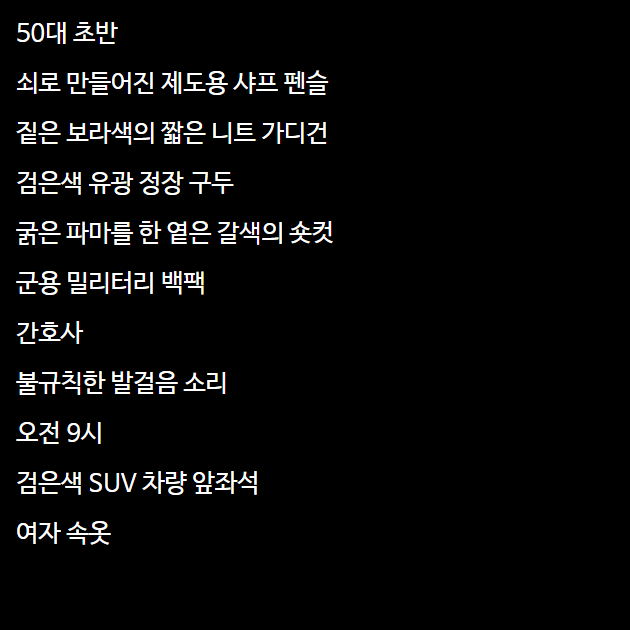 50대 초반
쇠로 만들어진 제도용 샤프 펜슬
짙은 보라색의 짧은 니트 가디건
검은색 유광 정장 구두
굵은 파마를 한 옅은 갈색의 숏컷
군용 밀리터리 백팩
간호사
불규칙한 발걸음 소리
오전 9시
검은색 SUV 차량 앞좌석
여자 속옷